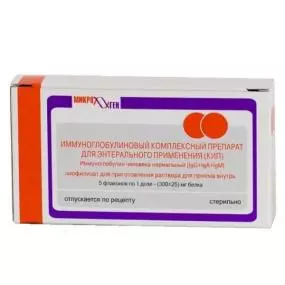 МИКРОГЕН
ИММУНОГЛОБУЛИНОВЫЙ КОМПЛЕКСНЫЙ ПРЕПАРАТ
ДЛЯ ЭНТЕРАЛЬНОГО ПРИМЕНЕНИЯ (КИП)
Иммуноглобулин человека нормальный (IgG+IgA+IgM)
лиофилизат для приготовления раствора для приема внутрь
5 флаконов по 1 дозе - (300±25) мг белка
отпускается по рецепту
стерильно